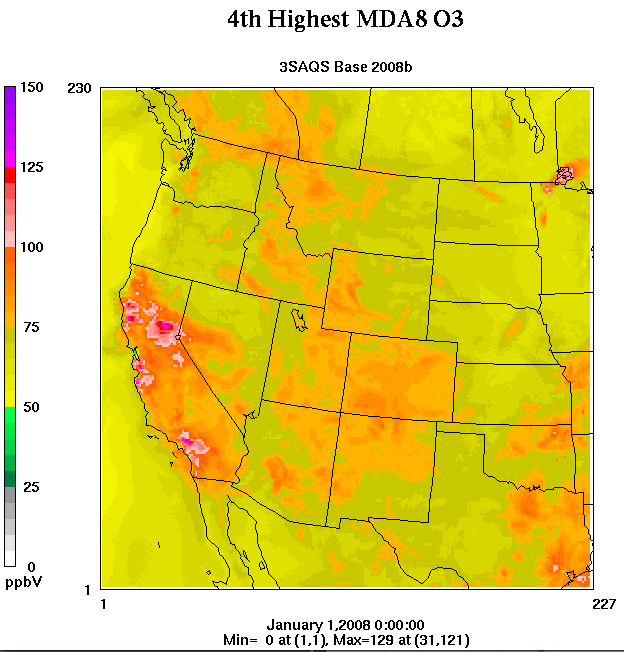 4th Highest MDA8 O3
3SAQS Base 2008b
150
125
100
75
50
25
0
ppbV
230
1
1
227
January 1,2008 0:00:00
Min= 0 at (1,1), Max=129 at (31,121)